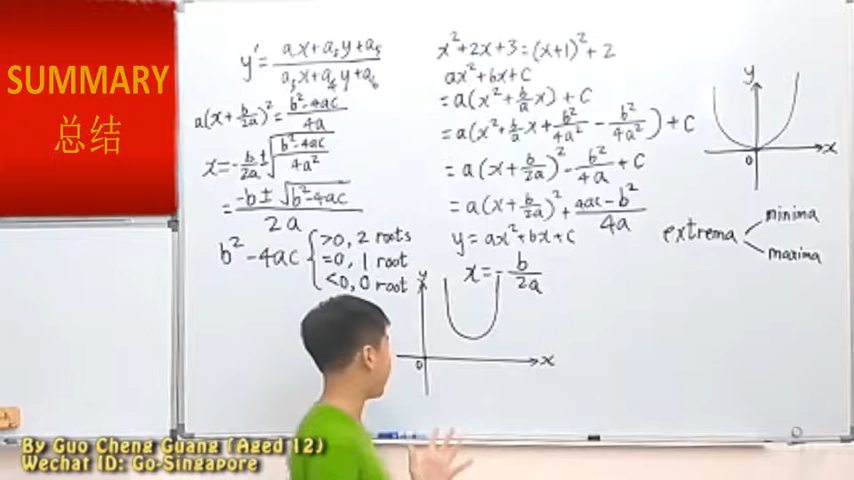 SUMMARY
总结
y' = (ax+a₂y+a₅)/(a₃x+a₄y+a₆)
a(x+b/2a)² = (b²-4ac)/4a
x = -b/2a ± √((b²-4ac)/4a²)
= (-b ± √(b²-4ac))/2a
b²-4ac { >0, 2 roots
=0, 1 root
<0, 0 root
x²+2x+3 = (x+1)²+2
ax²+bx+c
= a(x²+b/a x)+c
= a(x²+b/a x+b²/4a²-b²/4a²)+c
= a(x+b/2a)²-b²/4a+c
= a(x+b/2a)²+(4ac-b²)/4a
y = ax²+bx+c
x = -b/2a
y
0
x
y
0
x
extrema
minima
maxima
By Guo Cheng Guang (Aged 12)
Wechat ID: Go-Singapore